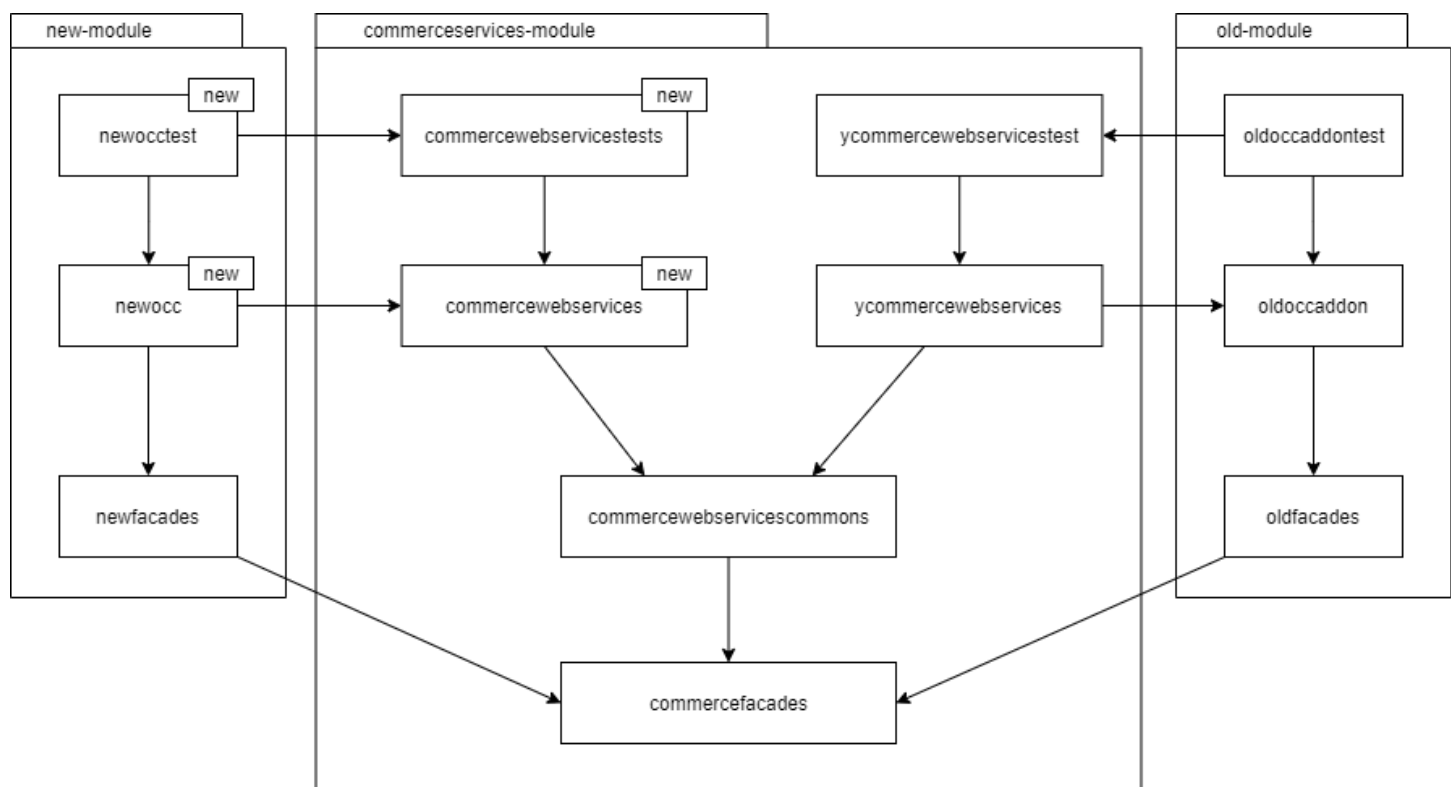 new-module
commerceservices-module
old-module
new
new
newocctest
commercewebservicestests
ycommercewebservicestest
oldoccaddontest
new
new
newocc
commercewebservices
ycommercewebservices
oldoccaddon
newfacades
commercewebservicescommons
oldfacades
commercefacades